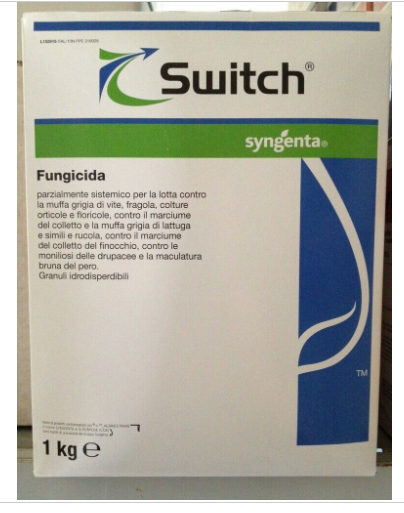 Switch®
syngenta®
Fungicida
parzialmente sistemico per la lotta contro
la muffa grigia di vite, fragola, colture
orticole e floricole, contro il marciume
del colletto e la muffa grigia di lattuga
e simili e rucola, contro il marciume
del colletto del finocchio, contro le
moniliosi delle drupacee e la maculatura
bruna del pero.
Granuli idrodisperdibili
TM
1 kg e